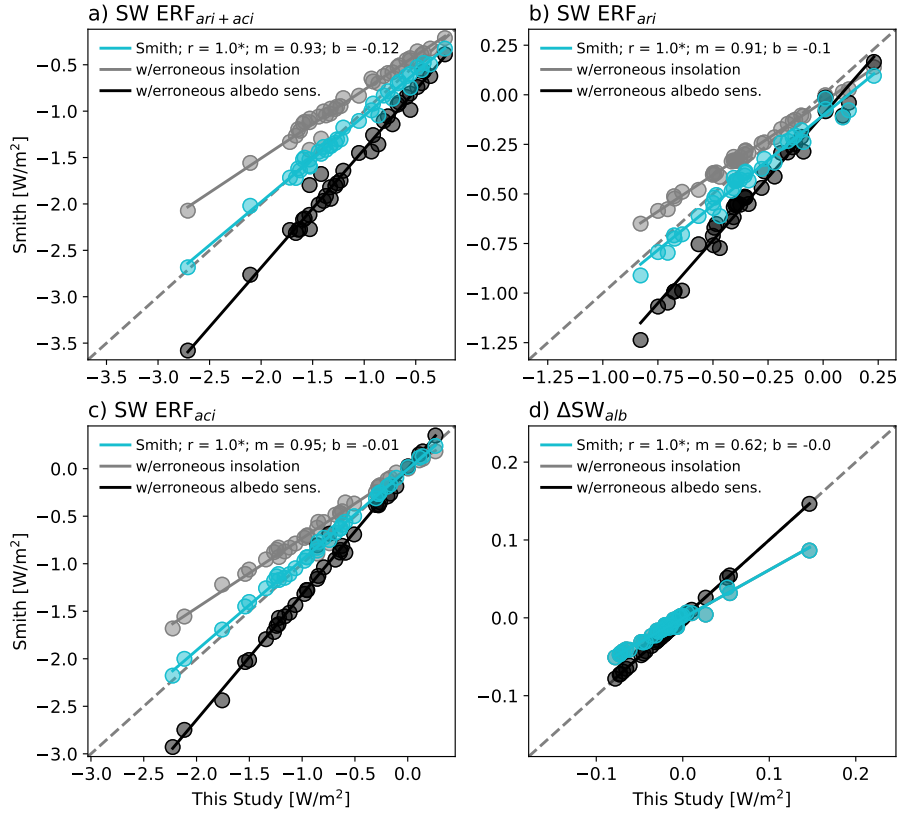 a) SW ERF_{ari+aci}
Smith; r = 1.0*; m = 0.93; b = -0.12
w/erroneous insolation
w/erroneous albedo sens.
Smith [W/m²]
−0.5
−1.0
−1.5
−2.0
−2.5
−3.0
−3.5
−3.5 −3.0 −2.5 −2.0 −1.5 −1.0 −0.5
b) SW ERF_{ari}
Smith; r = 1.0*; m = 0.91; b = -0.1
w/erroneous insolation
w/erroneous albedo sens.
0.25
0.00
−0.25
−0.50
−0.75
−1.00
−1.25
−1.25 −1.00 −0.75 −0.50 −0.25 0.00 0.25
c) SW ERF_{aci}
Smith; r = 1.0*; m = 0.95; b = -0.01
w/erroneous insolation
w/erroneous albedo sens.
Smith [W/m²]
0.0
−0.5
−1.0
−1.5
−2.0
−2.5
−3.0
−3.0 −2.5 −2.0 −1.5 −1.0 −0.5 0.0
This Study [W/m²]
d) ΔSW_{alb}
Smith; r = 1.0*; m = 0.62; b = -0.0
w/erroneous insolation
w/erroneous albedo sens.
0.2
0.1
0.0
−0.1
−0.1 0.0 0.1 0.2
This Study [W/m²]